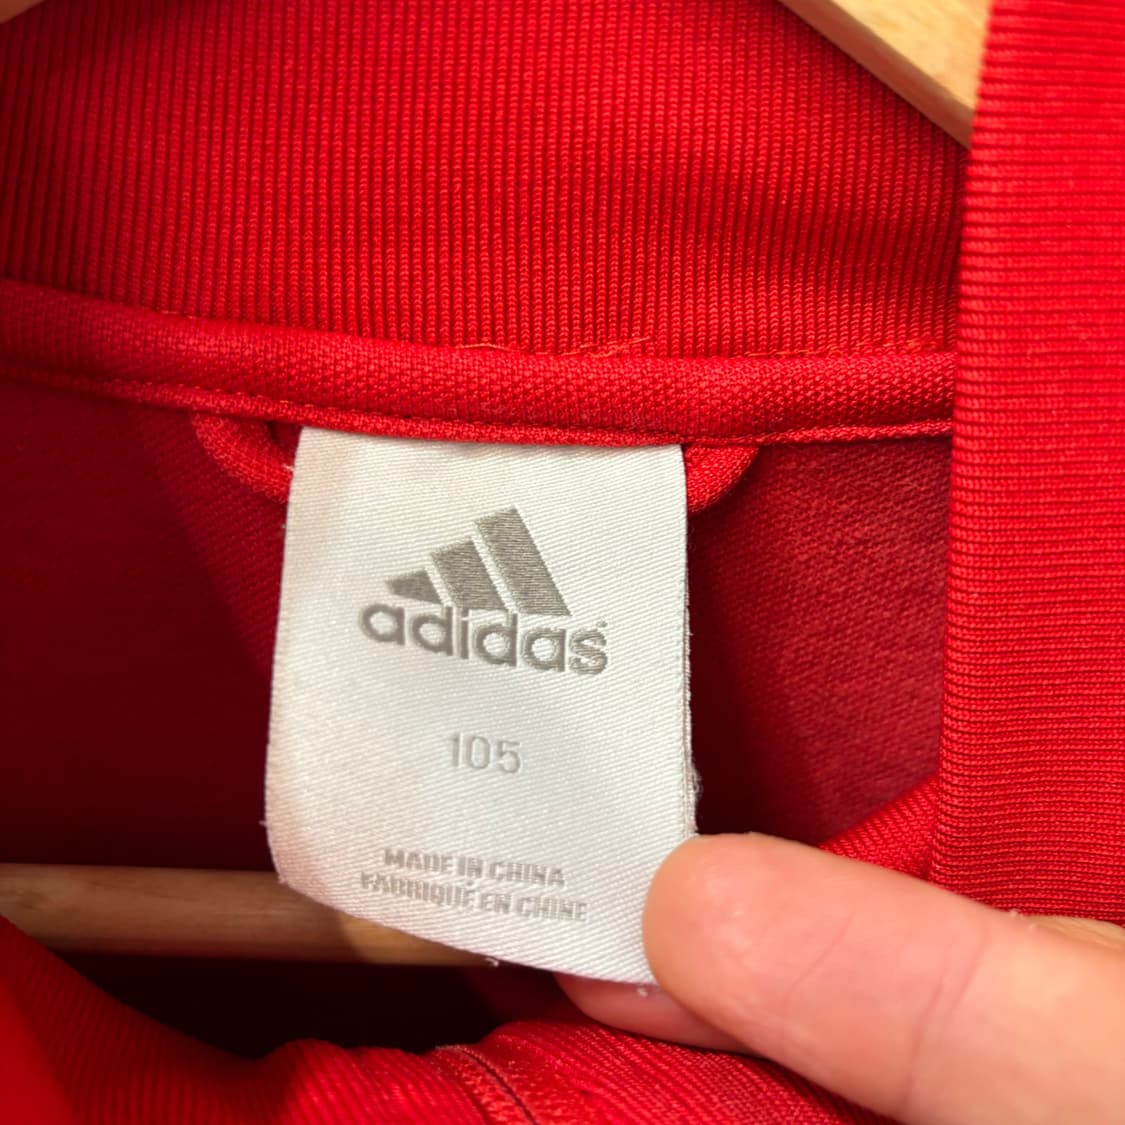 adidas
105
MADE IN CHINA
FABRIQUÉ EN CHINE